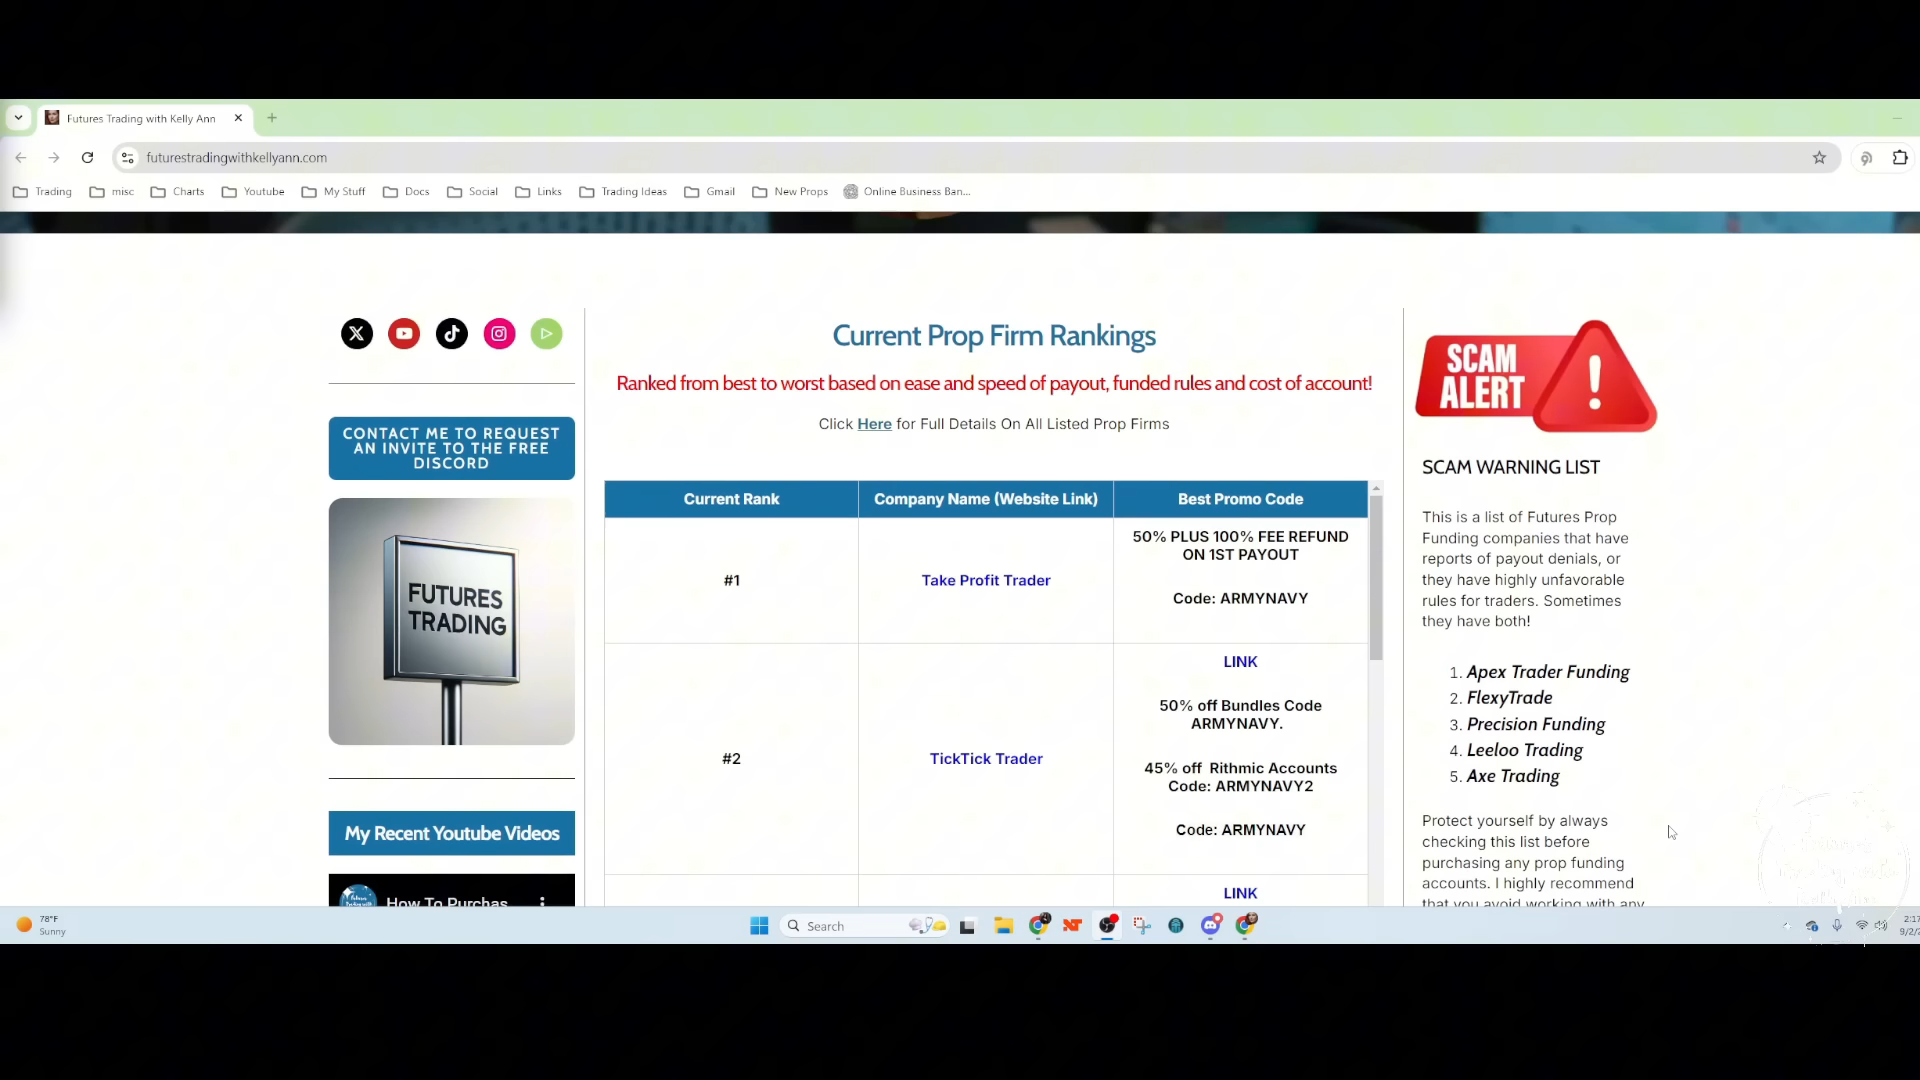 Futures Trading with Kelly Ann
futurestradingwithkellyann.com
Trading
misc
Charts
Youtube
My Stuff
Docs
Social
Links
Trading Ideas
Gmail
New Props
Online Business Ban...
CONTACT ME TO REQUEST
AN INVITE TO THE FREE
DISCORD
FUTURES
TRADING
My Recent Youtube Videos
How To Purchas
Current Prop Firm Rankings
Ranked from best to worst based on ease and speed of payout, funded rules and cost of account!
Click Here for Full Details On All Listed Prop Firms
Current Rank
Company Name (Website Link)
Best Promo Code
#1
Take Profit Trader
50% PLUS 100% FEE REFUND
ON 1ST PAYOUT
Code: ARMYNAVY
#2
TickTick Trader
LINK
50% off Bundles Code
ARMYNAVY.
45% off Rithmic Accounts
Code: ARMYNAVY2
Code: ARMYNAVY
LINK
SCAM
ALERT
SCAM WARNING LIST
This is a list of Futures Prop
Funding companies that have
reports of payout denials, or
they have highly unfavorable
rules for traders. Sometimes
they have both!
1. Apex Trader Funding
2. FlexyTrade
3. Precision Funding
4. Leeloo Trading
5. Axe Trading
Protect yourself by always
checking this list before
purchasing any prop funding
accounts. I highly recommend
that you avoid working with any
78°F
Sunny
Search
2:17
9/2/2